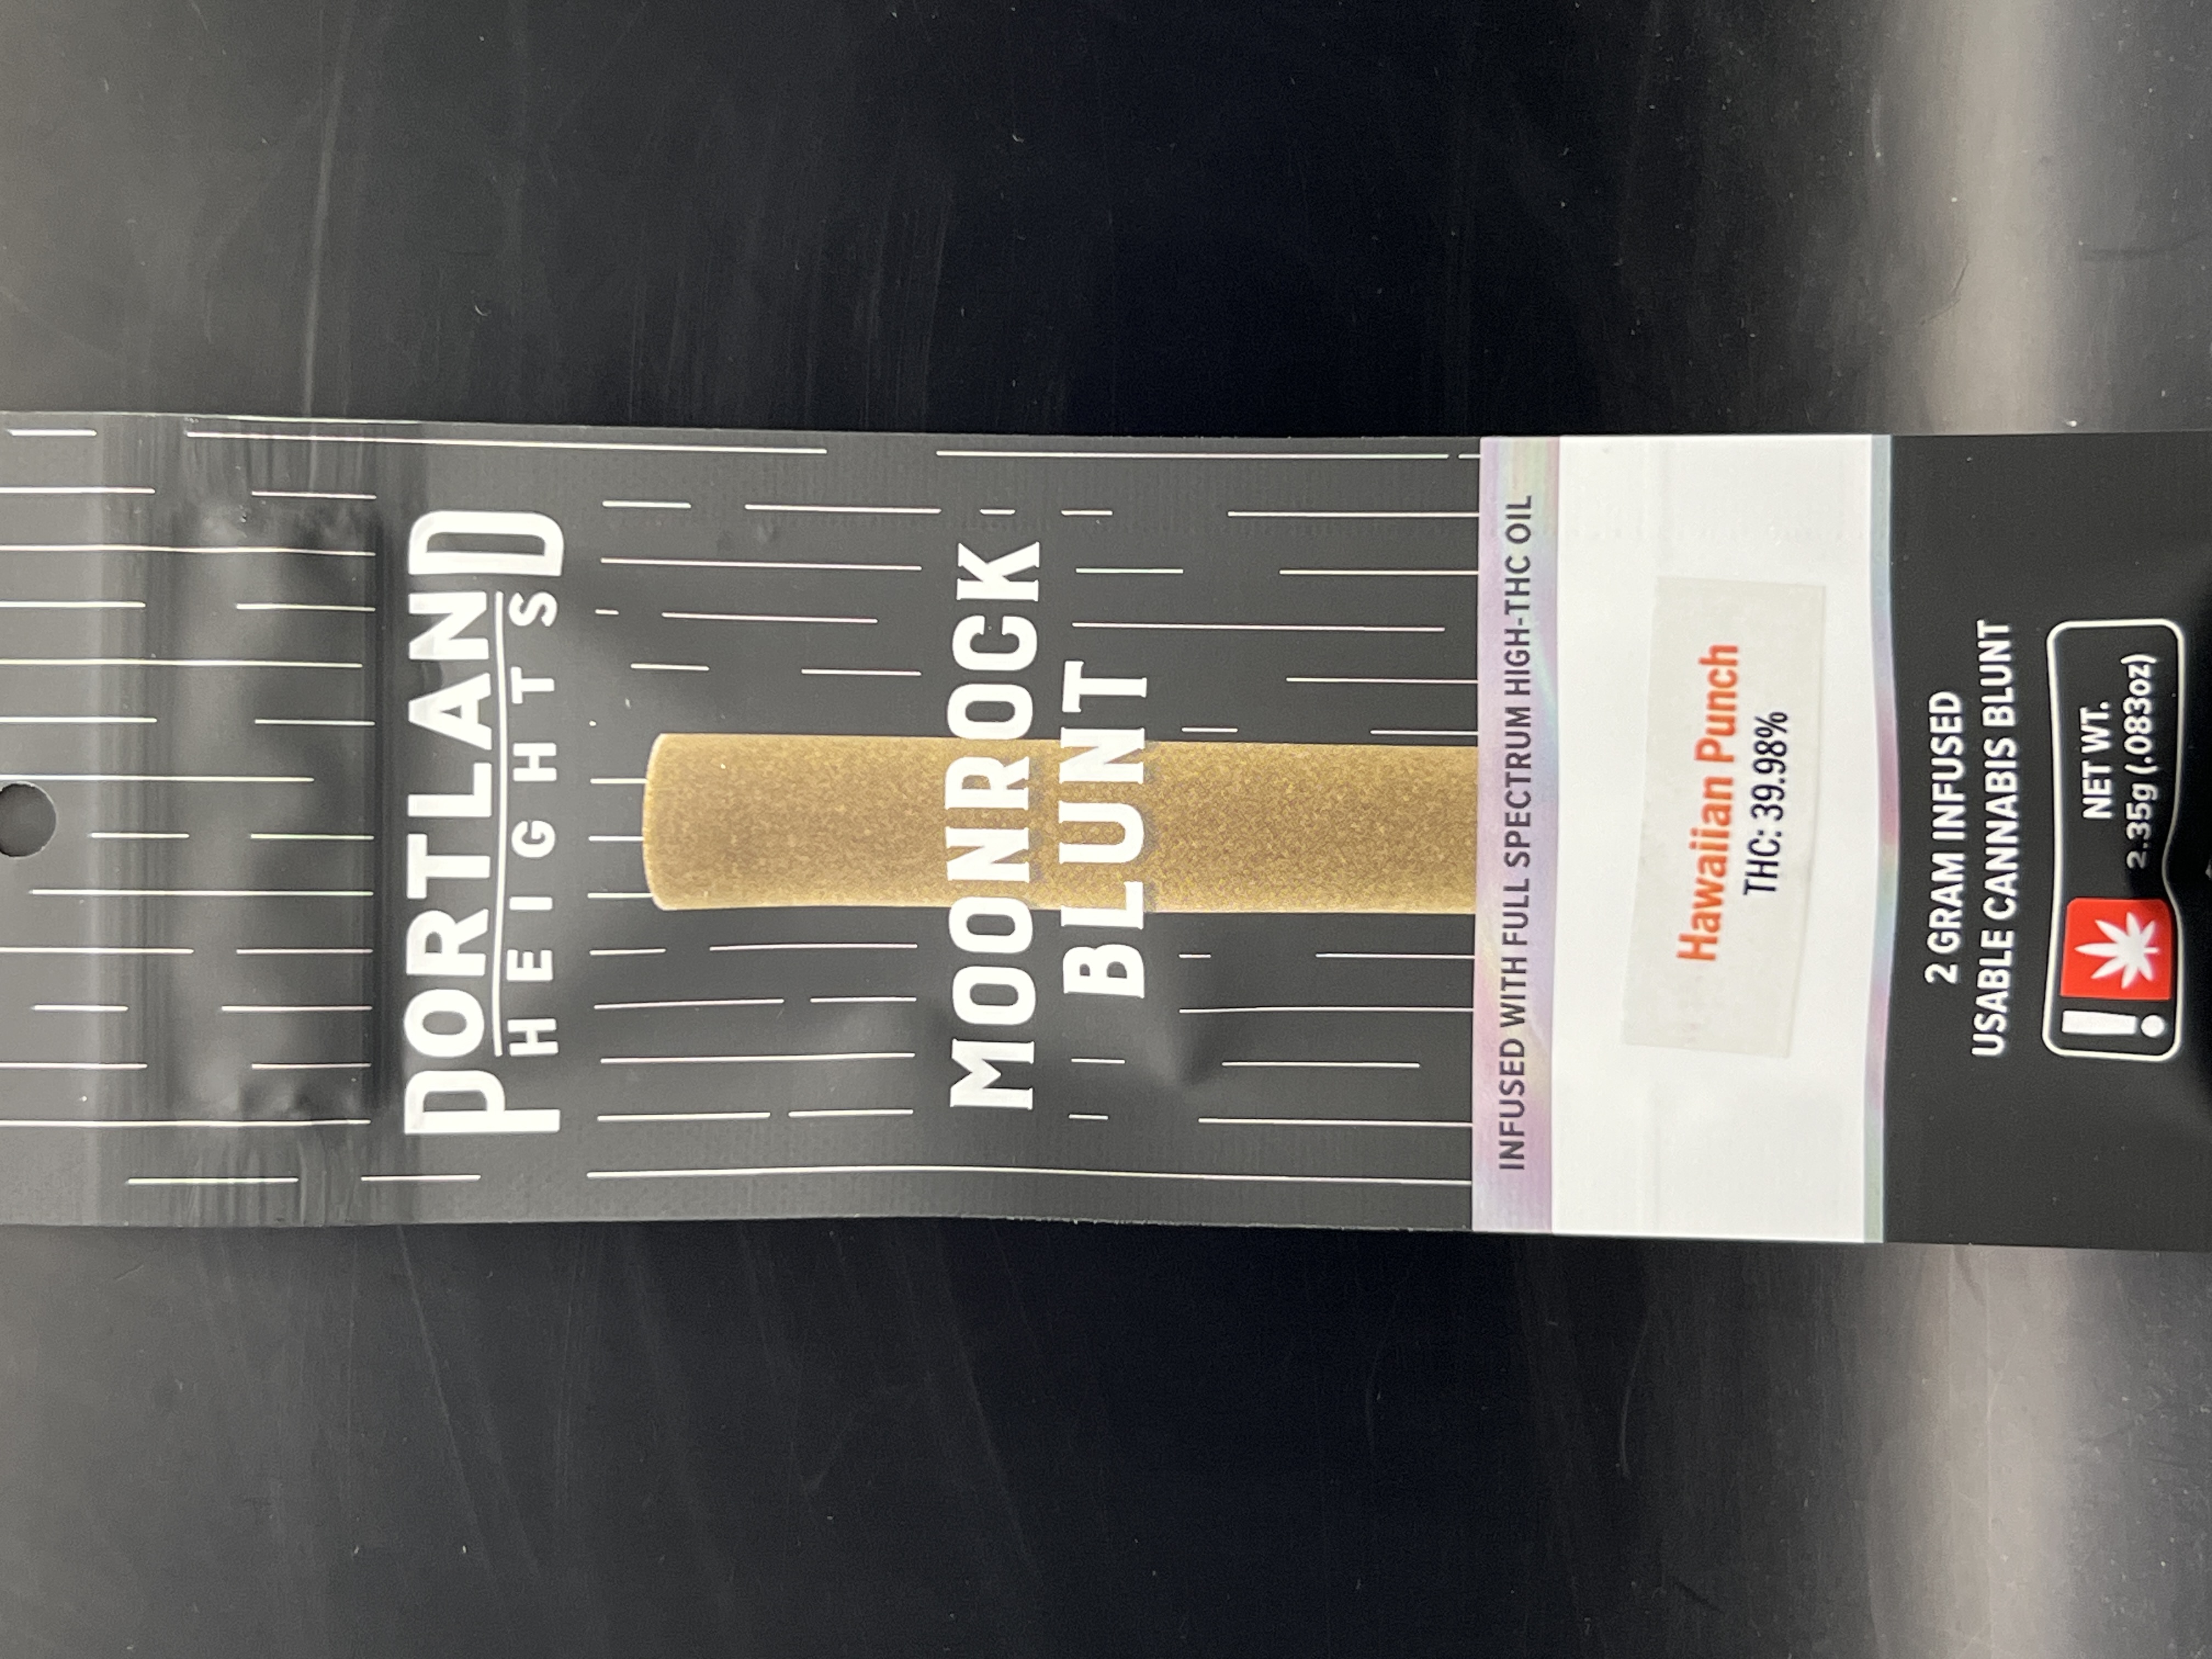 PORTLAND
HEIGHTS
MOONROCK
BLUNT
INFUSED WITH FULL SPECTRUM HIGH-THC OIL
Hawaiian Punch
THC: 39.98%
2 GRAM INFUSED
USABLE CANNABIS BLUNT
!
NET WT.
2.35g (.083oz)